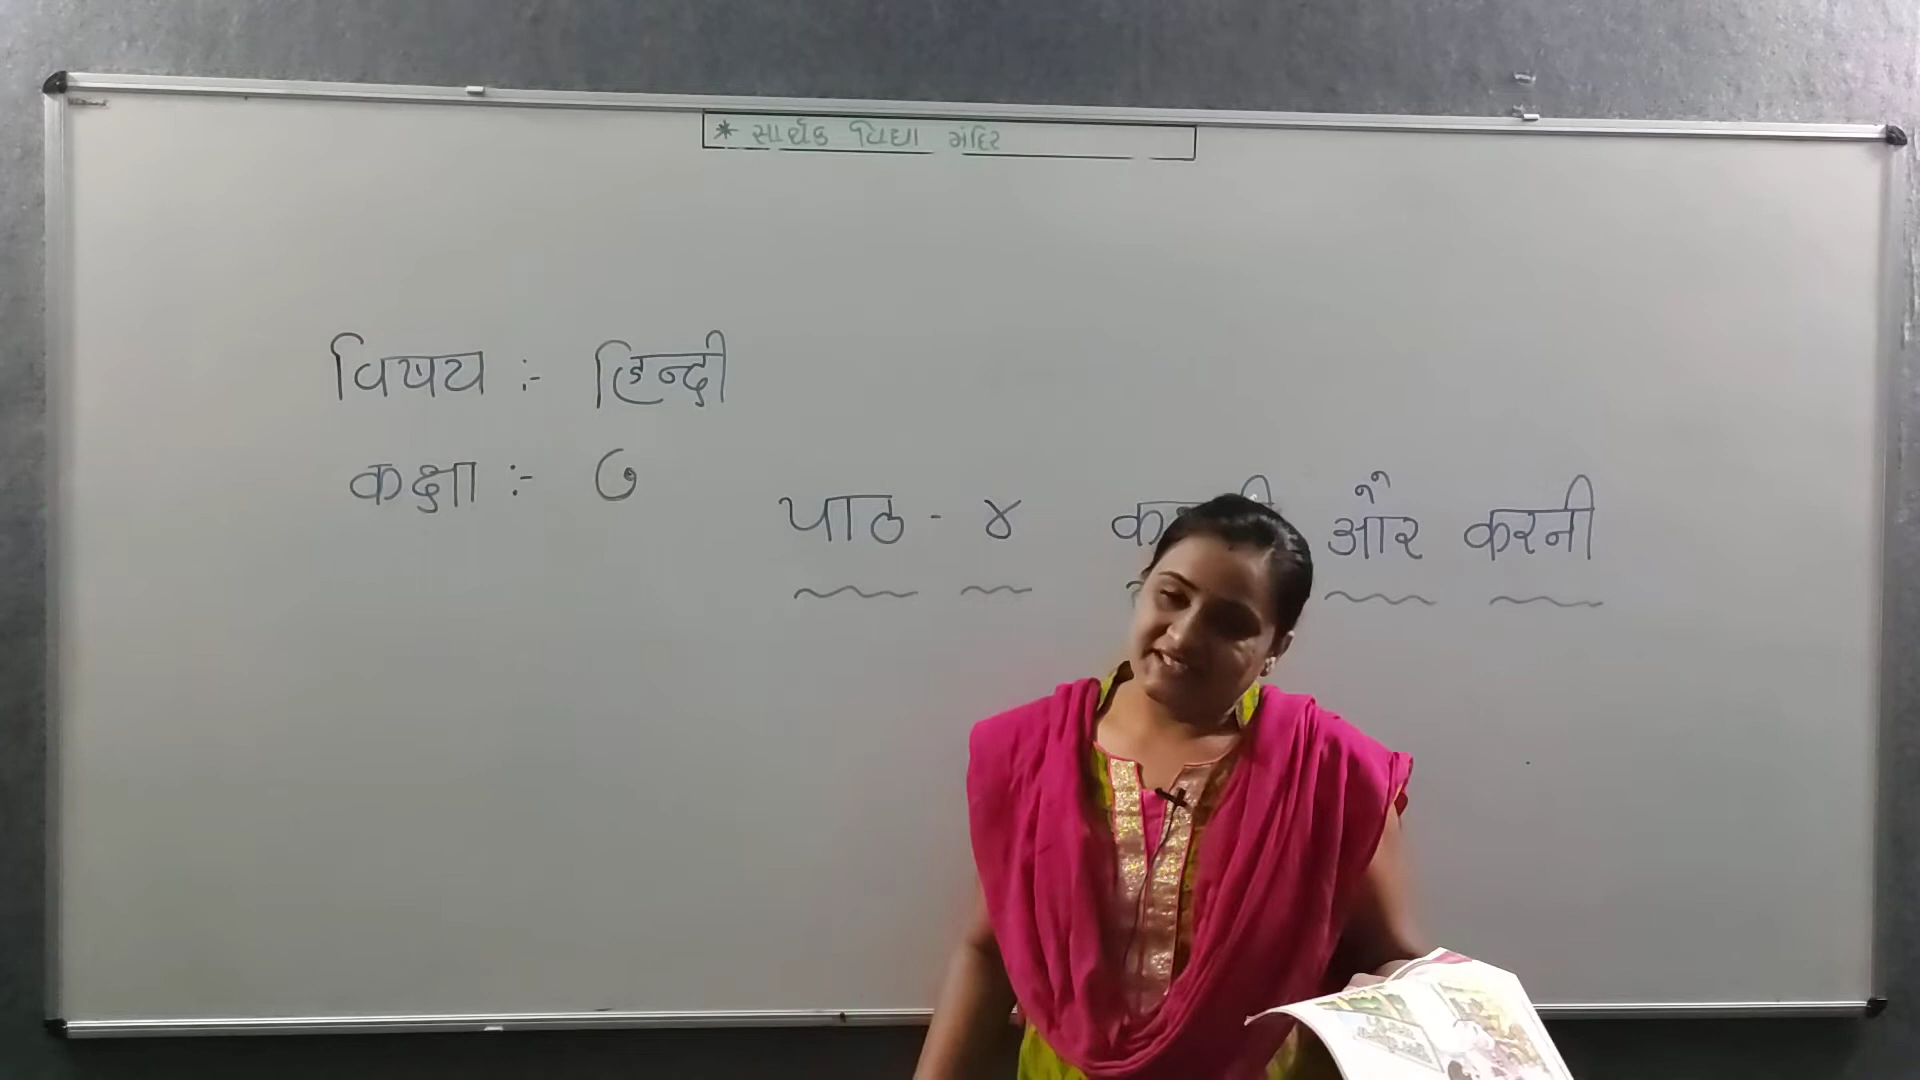 * સાર્થક વિદ્યા મંદિર
विषय :- हिन्दी
कक्षा :- ७
पाठ - ४ और करनी